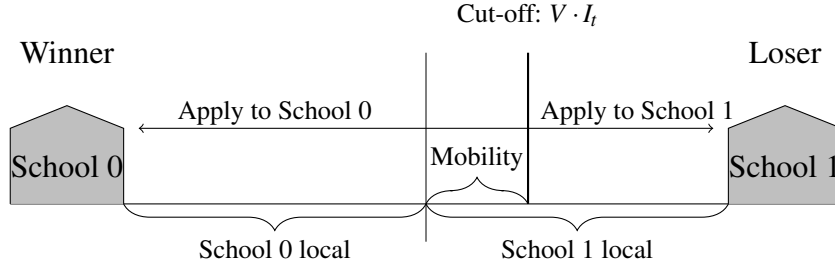 Cut-off: V · I_t
Winner
Loser
Apply to School 0
Apply to School 1
Mobility
School 0
School 1
School 0 local
School 1 local